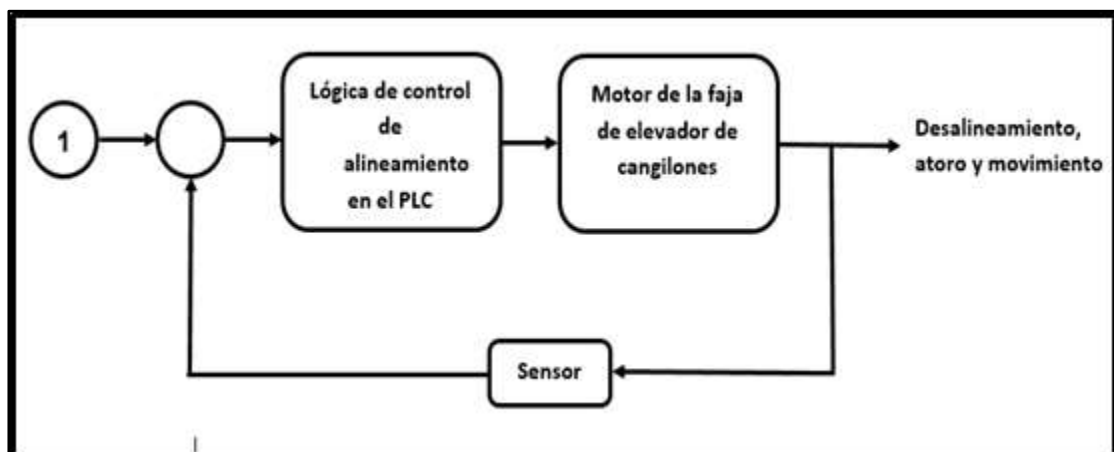 1
Lógica de control
de
alineamiento
en el PLC
Motor de la faja
de elevador de
cangilones
Desalineamiento,
atoro y movimiento
Sensor